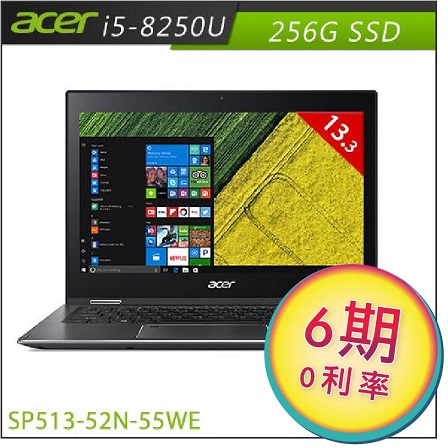 acer i5-8250U 256G SSD
13.3
acer
6期
0利率
SP513-52N-55WE